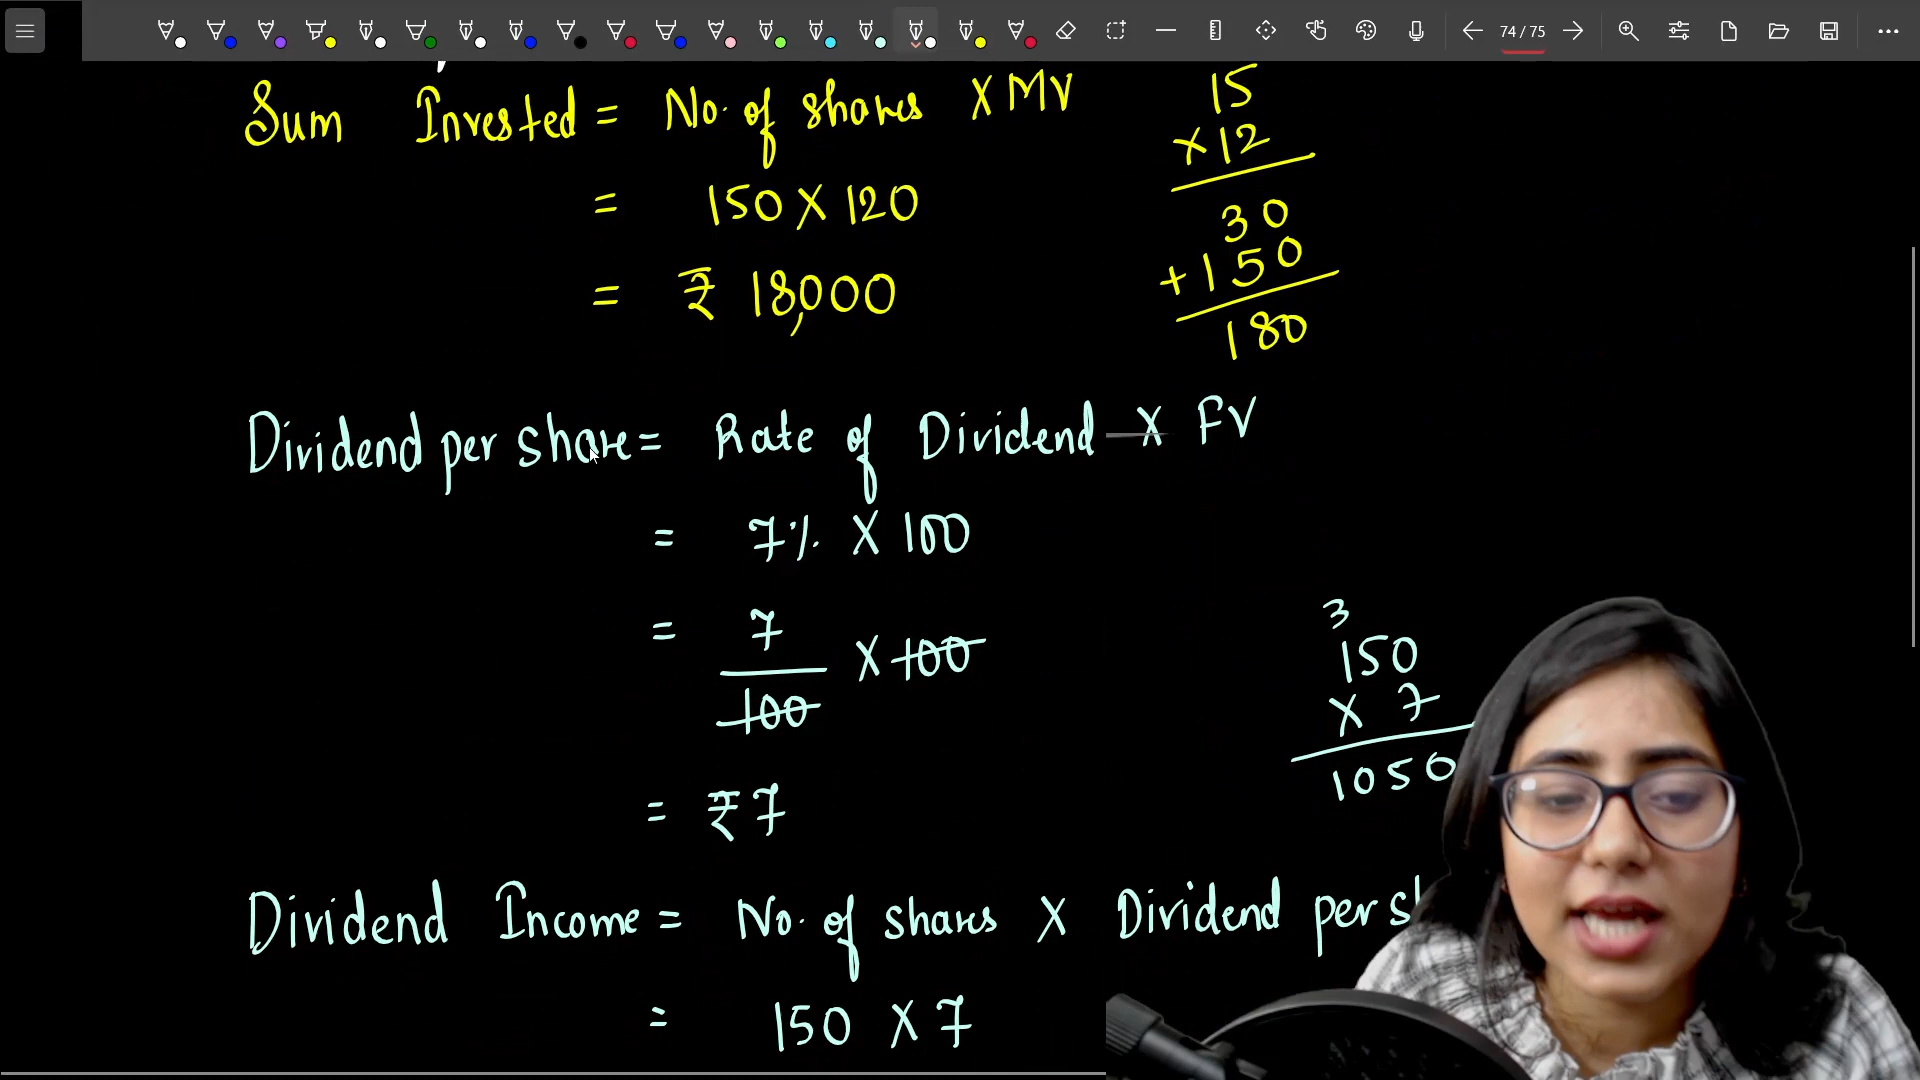 74 / 75
Sum Invested = No. of shares X MV
= 150 X 120
= ₹ 18,000
15
x 12
30
+ 150
180
Dividend per share = Rate of Dividend X FV
= 7% X 100
= 7/100 X 100
= ₹ 7
3
150
X 7
1050
Dividend Income = No. of shares X Dividend per
= 150 X 7